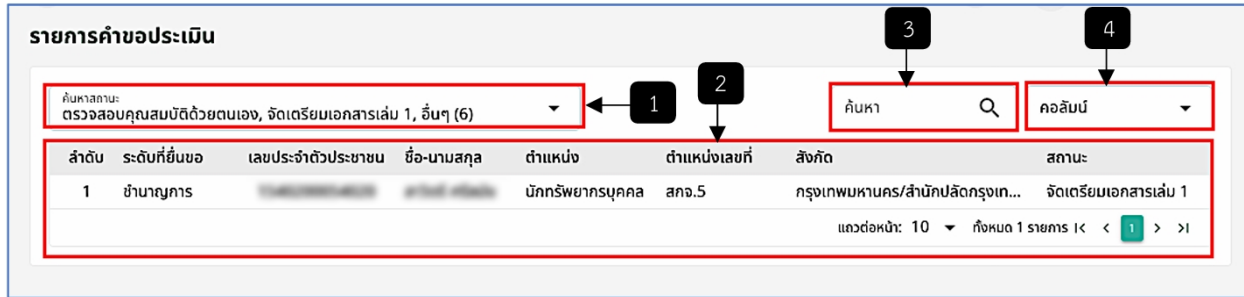 รายการคำขอประเมิน
3
4
2
1
ค้นหาสถานะ
ตรวจสอบคุณสมบัติด้วยตนเอง, จัดเตรียมเอกสารเล่ม 1, อื่นๆ (6)
ค้นหา
คอลัมน์
ลำดับ ระดับที่ยื่นขอ เลขประจำตัวประชาชน ชื่อ-นามสกุล ตำแหน่ง ตำแหน่งเลขที่ สังกัด สถานะ
1 ชำนาญการ นักทรัพยากรบุคคล สกจ.5 กรุงเทพมหานคร/สำนักปลัดกรุงเท... จัดเตรียมเอกสารเล่ม 1
แถวต่อหน้า: 10 ทั้งหมด 1 รายการ |< < 1 > >|